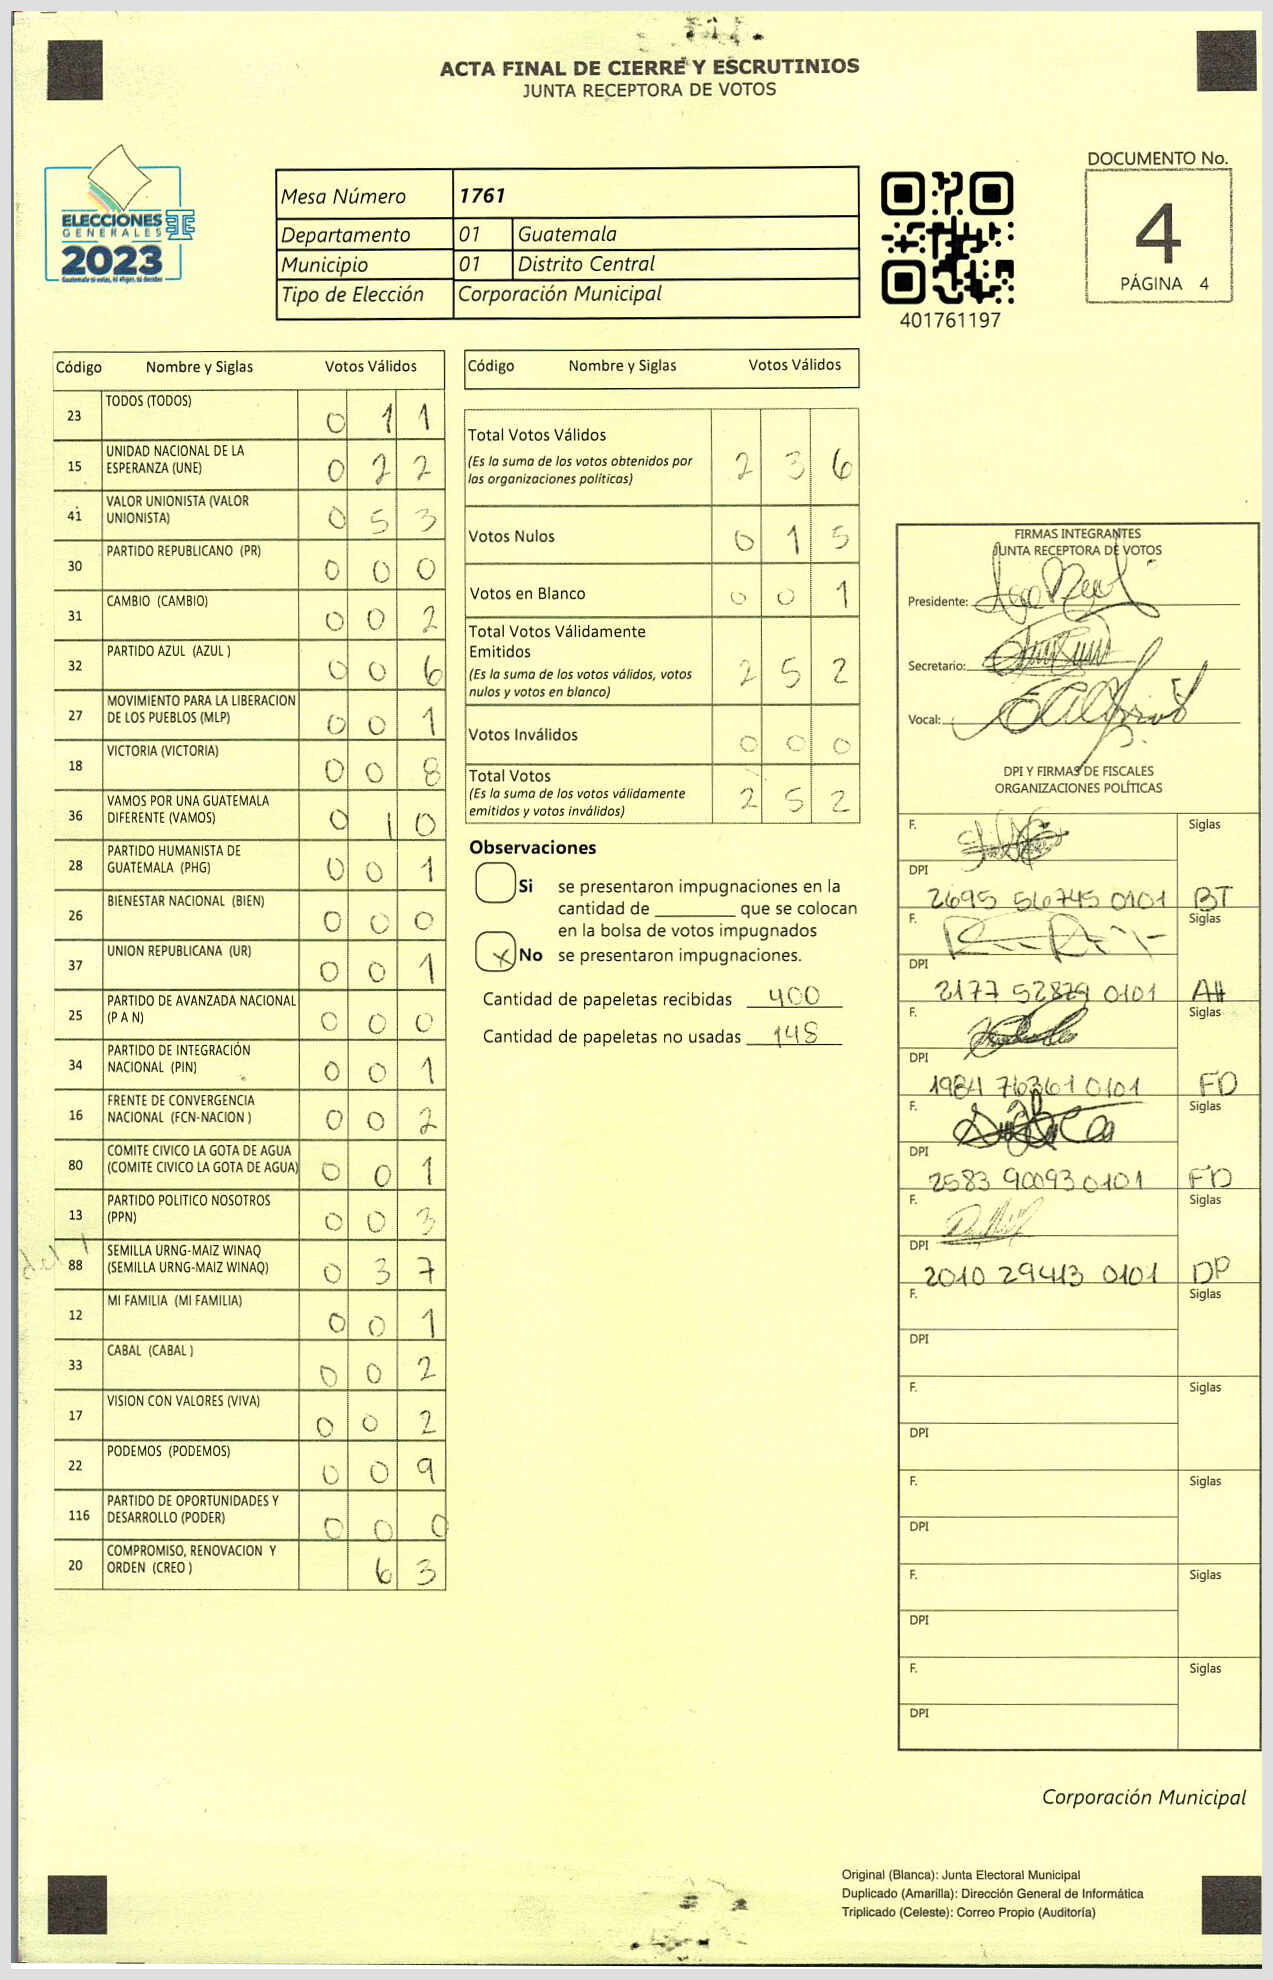 ACTA FINAL DE CIERRE Y ESCRUTINIOS
JUNTA RECEPTORA DE VOTOS
ELECCIONES
GENERALES
2023
Mesa Número 1761
Departamento 01 Guatemala
Municipio 01 Distrito Central
Tipo de Elección Corporación Municipal
401761197
DOCUMENTO No.
4
PÁGINA 4
Código Nombre y Siglas Votos Válidos
23 TODOS (TODOS) 0 1 1
15 UNIDAD NACIONAL DE LA
ESPERANZA (UNE) 0 2 2
41 VALOR UNIONISTA (VALOR
UNIONISTA) 0 5 3
30 PARTIDO REPUBLICANO (PR) 0 0 0
31 CAMBIO (CAMBIO) 0 0 2
32 PARTIDO AZUL (AZUL ) 0 0 6
27 MOVIMIENTO PARA LA LIBERACION
DE LOS PUEBLOS (MLP) 0 0 1
18 VICTORIA (VICTORIA) 0 0 8
36 VAMOS POR UNA GUATEMALA
DIFERENTE (VAMOS) 0 1 0
28 PARTIDO HUMANISTA DE
GUATEMALA (PHG) 0 0 1
26 BIENESTAR NACIONAL (BIEN) 0 0 0
37 UNION REPUBLICANA (UR) 0 0 1
25 PARTIDO DE AVANZADA NACIONAL
(P A N) 0 0 0
34 PARTIDO DE INTEGRACIÓN
NACIONAL (PIN) 0 0 1
16 FRENTE DE CONVERGENCIA
NACIONAL (FCN-NACION ) 0 0 2
80 COMITE CIVICO LA GOTA DE AGUA
(COMITE CIVICO LA GOTA DE AGUA) 0 0 1
13 PARTIDO POLITICO NOSOTROS
(PPN) 0 0 3
88 SEMILLA URNG-MAIZ WINAQ
(SEMILLA URNG-MAIZ WINAQ) 0 3 7
12 MI FAMILIA (MI FAMILIA) 0 0 1
33 CABAL (CABAL ) 0 0 2
17 VISION CON VALORES (VIVA) 0 0 2
22 PODEMOS (PODEMOS) 0 0 9
116 PARTIDO DE OPORTUNIDADES Y
DESARROLLO (PODER) 0 0 0
20 COMPROMISO, RENOVACION Y
ORDEN (CREO ) 6 3
Código Nombre y Siglas Votos Válidos
Total Votos Válidos
(Es la suma de los votos obtenidos por
las organizaciones políticas) 2 3 6
Votos Nulos 0 1 5
Votos en Blanco 0 0 1
Total Votos Válidamente
Emitidos
(Es la suma de los votos válidos, votos
nulos y votos en blanco) 2 5 2
Votos Inválidos 0 0 0
Total Votos
(Es la suma de los votos válidamente
emitidos y votos inválidos) 2 5 2
Observaciones
Si se presentaron impugnaciones en la
cantidad de ________ que se colocan
en la bolsa de votos impugnados
X No se presentaron impugnaciones.
Cantidad de papeletas recibidas 400
Cantidad de papeletas no usadas 148
FIRMAS INTEGRANTES
JUNTA RECEPTORA DE VOTOS
Presidente:
Secretario:
Vocal:
DPI Y FIRMAS DE FISCALES
ORGANIZACIONES POLÍTICAS
F. Siglas
DPI
2695 56745 0101 BT
F. Siglas
DPI
2177 52879 0101 AH
F. Siglas
DPI
1984 76361 0101 FD
F. Siglas
DPI
2583 90093 0101 FD
F. Siglas
DPI
2010 29413 0101 DP
F. Siglas
DPI
F. Siglas
DPI
F. Siglas
DPI
F. Siglas
DPI
F. Siglas
DPI
Corporación Municipal
Original (Blanca): Junta Electoral Municipal
Duplicado (Amarilla): Dirección General de Informática
Triplicado (Celeste): Correo Propio (Auditoría)